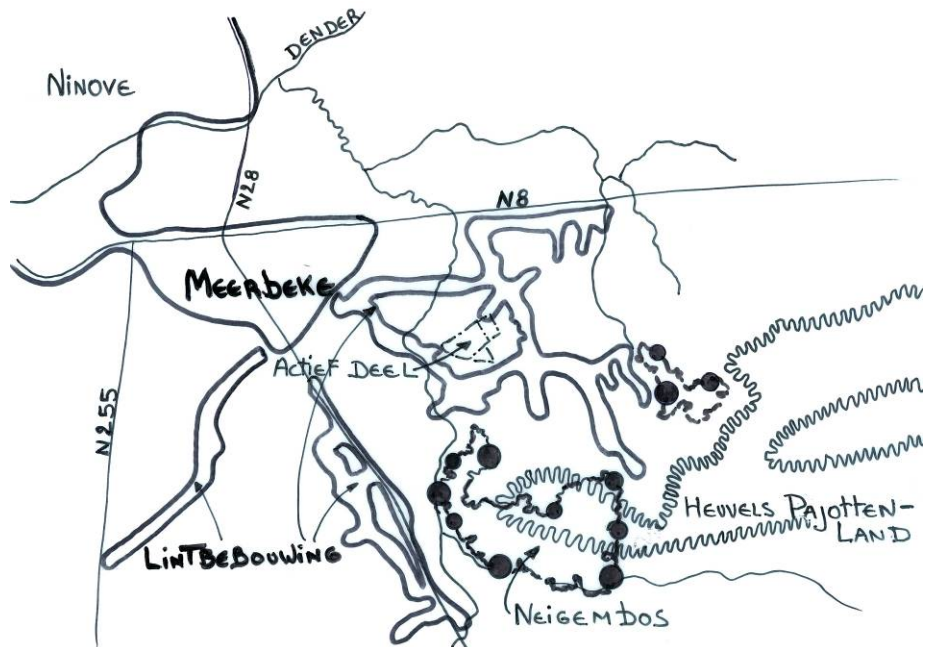 DENDER
NINOVE
N28
N8
MEERBEKE
ACTIEF DEEL
N255
HEUVELS PAJOTTEN-
LAND
LINTBEBOUWING
NEIGEMBOS